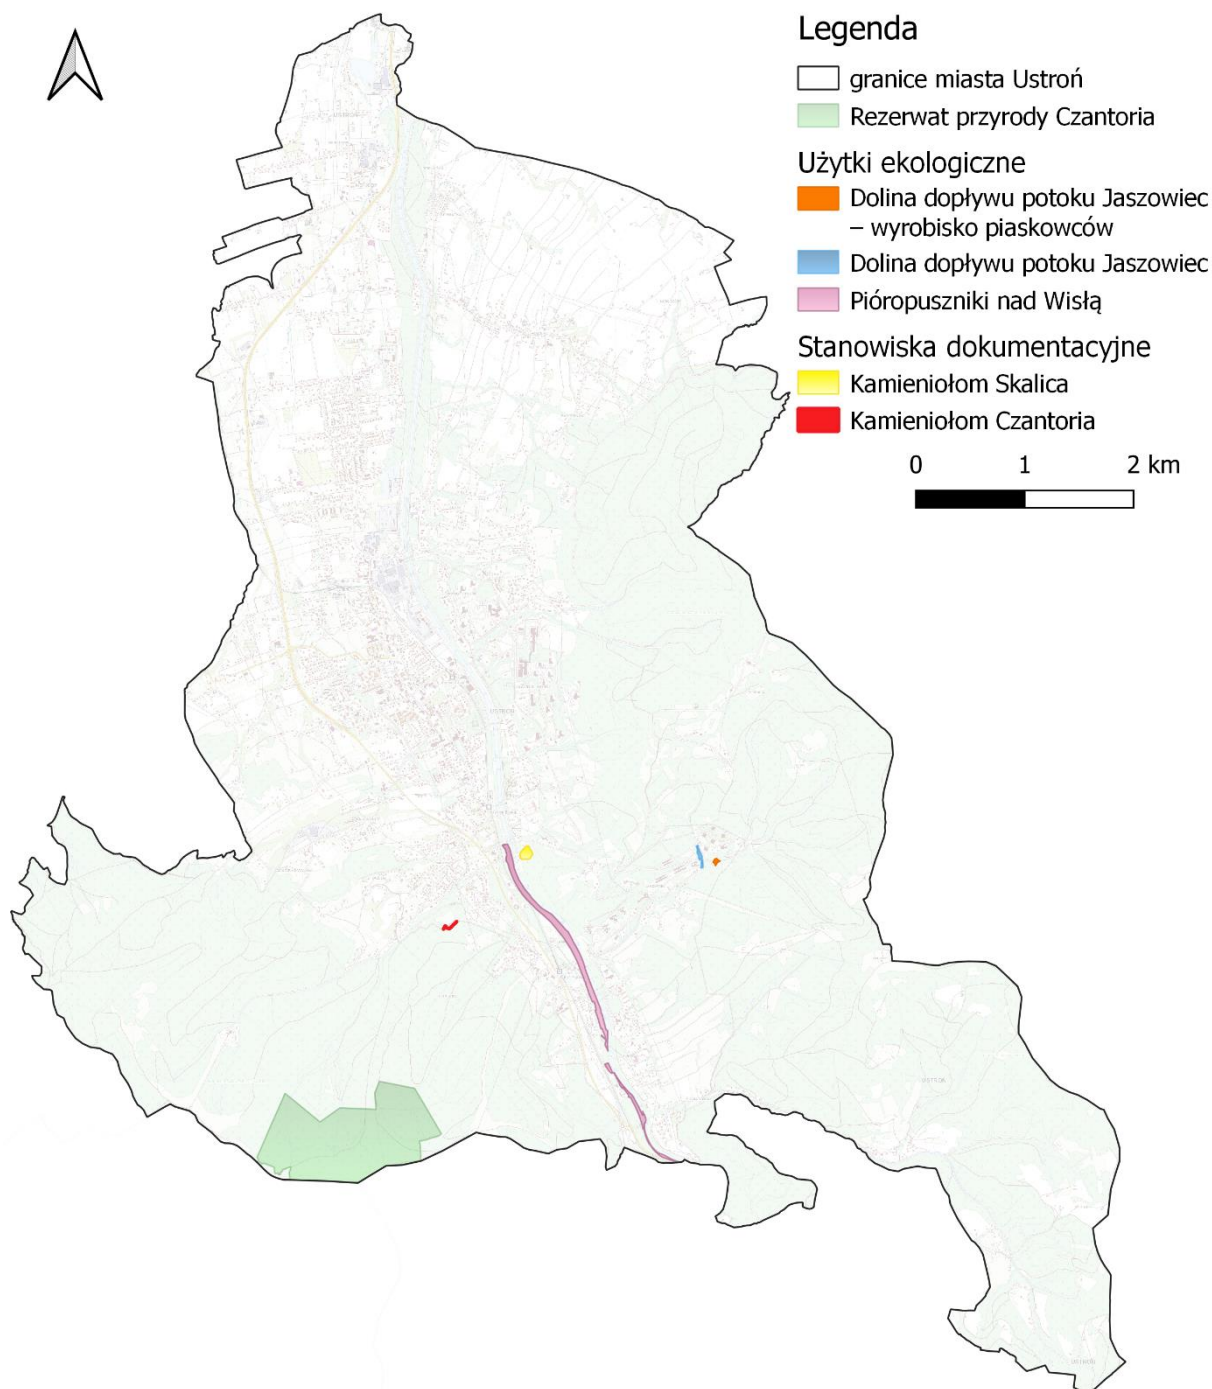 Legenda
granice miasta Ustroń
Rezerwat przyrody Czantoria
Użytki ekologiczne
Dolina dopływu potoku Jaszowiec
– wyrobisko piaskowców
Dolina dopływu potoku Jaszowiec
Pióropuszniki nad Wisłą
Stanowiska dokumentacyjne
Kamieniołom Skalica
Kamieniołom Czantoria
0 1 2 km